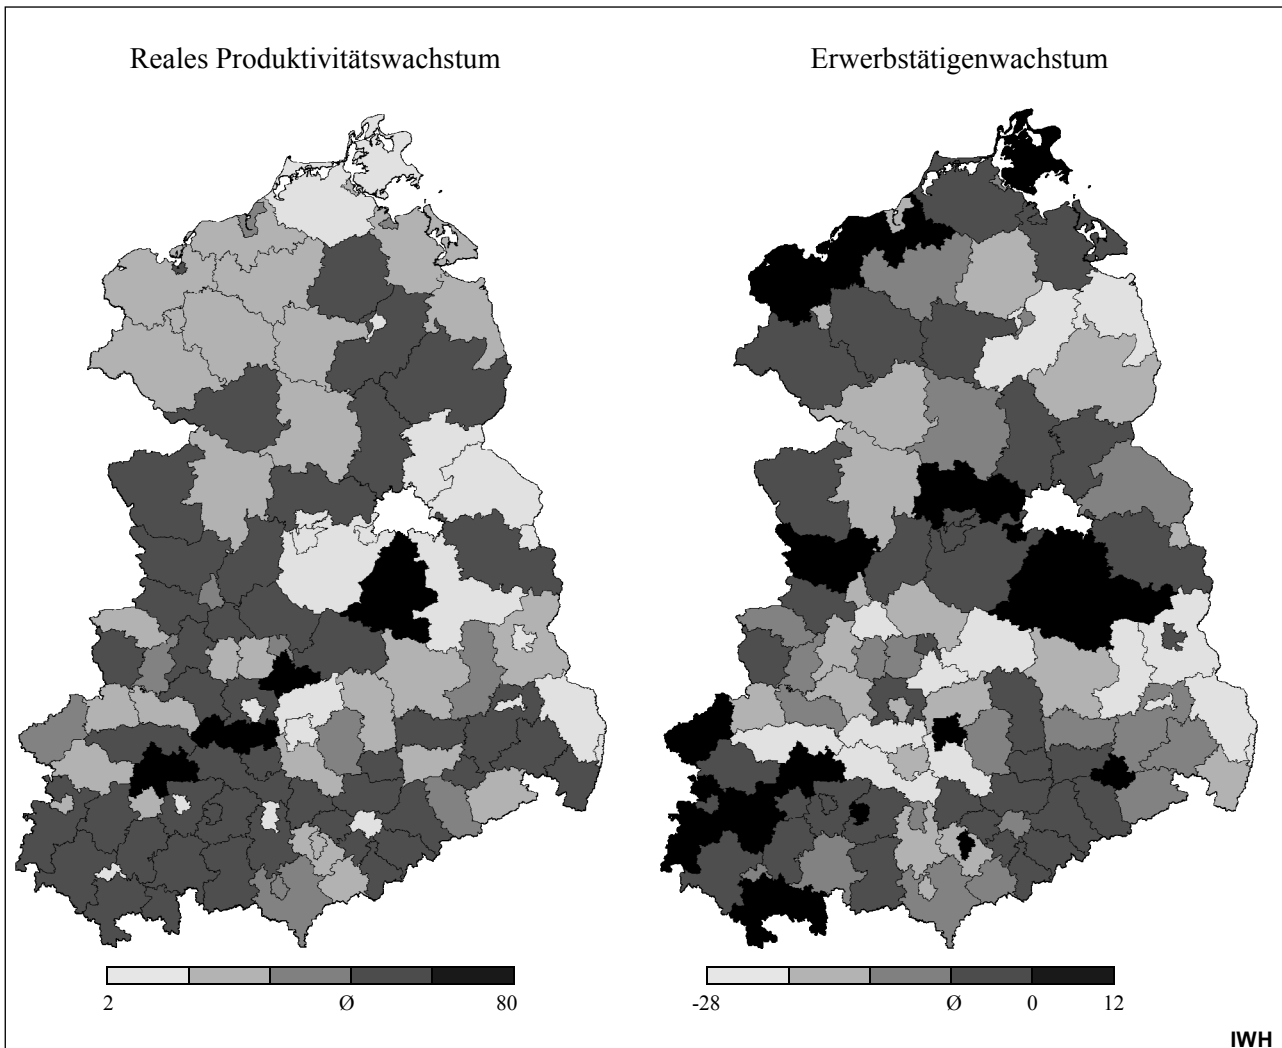 Reales Produktivitätswachstum
Erwerbstätigenwachstum
2 Ø 80
-28 Ø 0 12
IWH